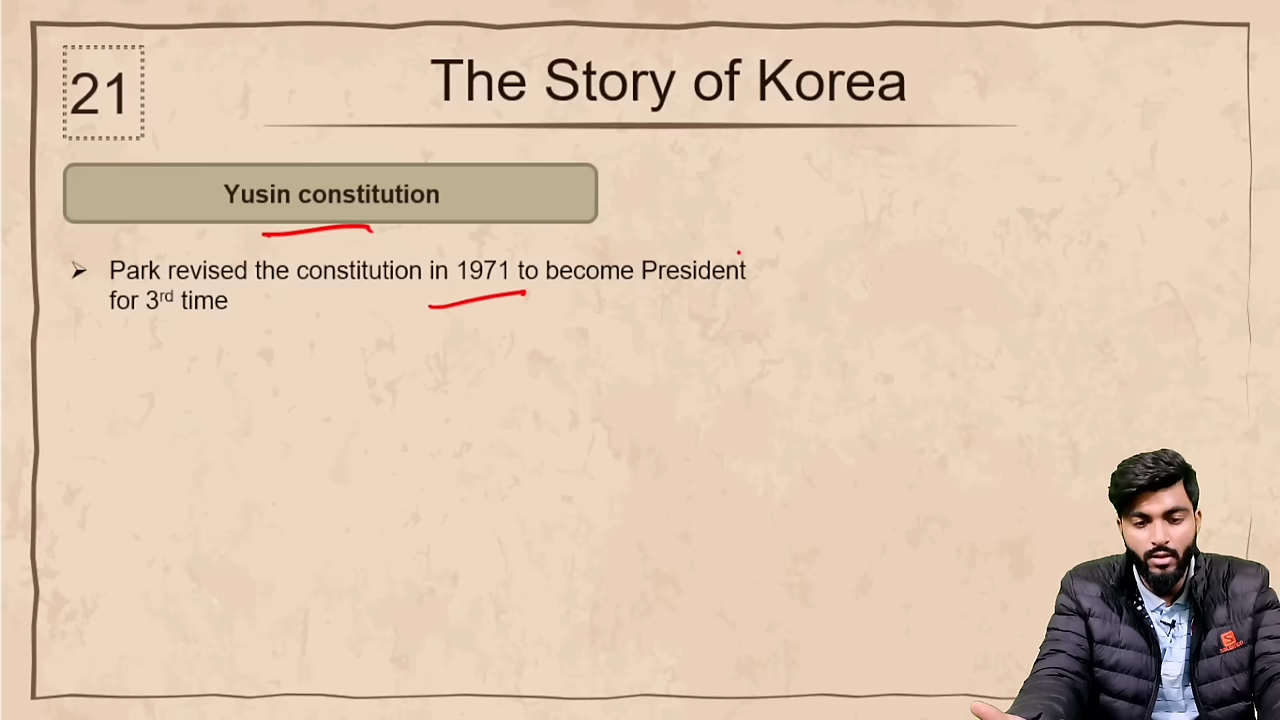 21
The Story of Korea
Yusin constitution
➢ Park revised the constitution in 1971 to become President
for 3rd time